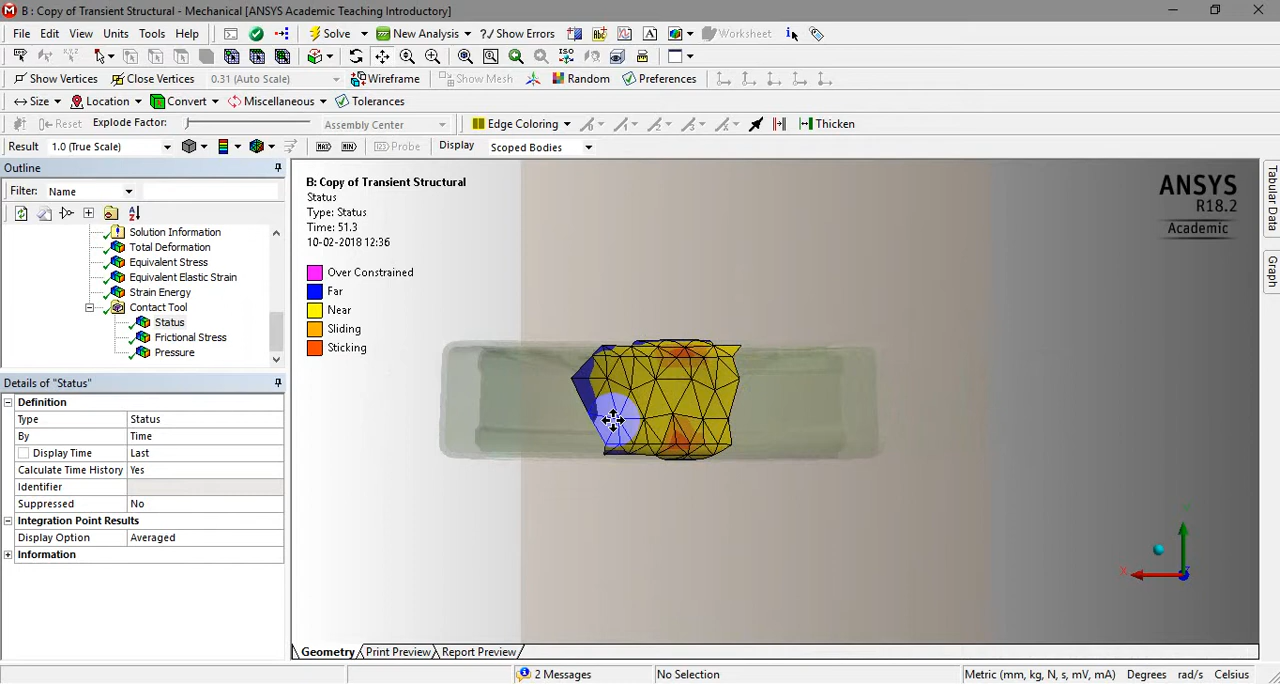 B : Copy of Transient Structural - Mechanical [ANSYS Academic Teaching Introductory]
File Edit View Units Tools Help Solve New Analysis ?/ Show Errors Worksheet
Show Vertices Close Vertices 0.31 (Auto Scale) Wireframe Show Mesh Random Preferences
Size Location Convert Miscellaneous Tolerances
Reset Explode Factor: Assembly Center Edge Coloring Thicken
Result 1.0 (True Scale) MAX MIN Probe Display Scoped Bodies
Outline
Filter: Name
Solution Information
Total Deformation
Equivalent Stress
Equivalent Elastic Strain
Strain Energy
Contact Tool
Status
Frictional Stress
Pressure
Details of "Status"
Definition
Type Status
By Time
Display Time Last
Calculate Time History Yes
Identifier
Suppressed No
Integration Point Results
Display Option Averaged
Information
B: Copy of Transient Structural
Status
Type: Status
Time: 51.3
10-02-2018 12:36
Over Constrained
Far
Near
Sliding
Sticking
ANSYS
R18.2
Academic
Tabular Data
Graph
Y
X
Z
Geometry Print Preview Report Preview
2 Messages No Selection Metric (mm, kg, N, s, mV, mA) Degrees rad/s Celsius